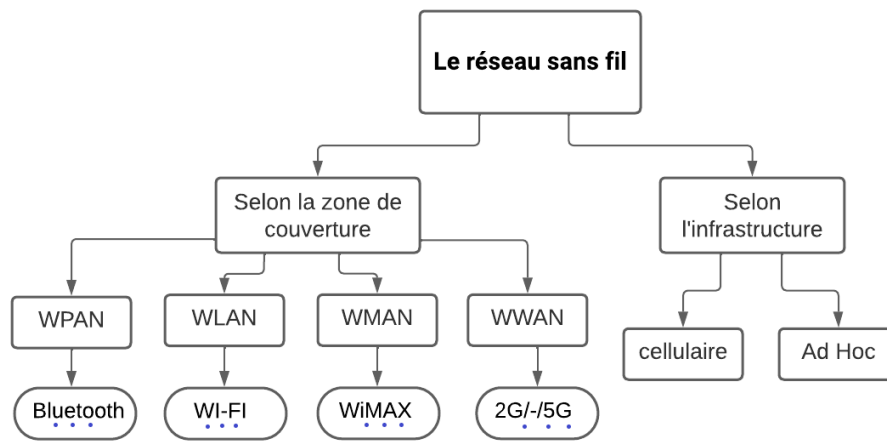 Le réseau sans fil
Selon la zone de
couverture
Selon
l'infrastructure
WPAN
WLAN
WMAN
WWAN
cellulaire
Ad Hoc
Bluetooth
WI-FI
WiMAX
2G/-/5G